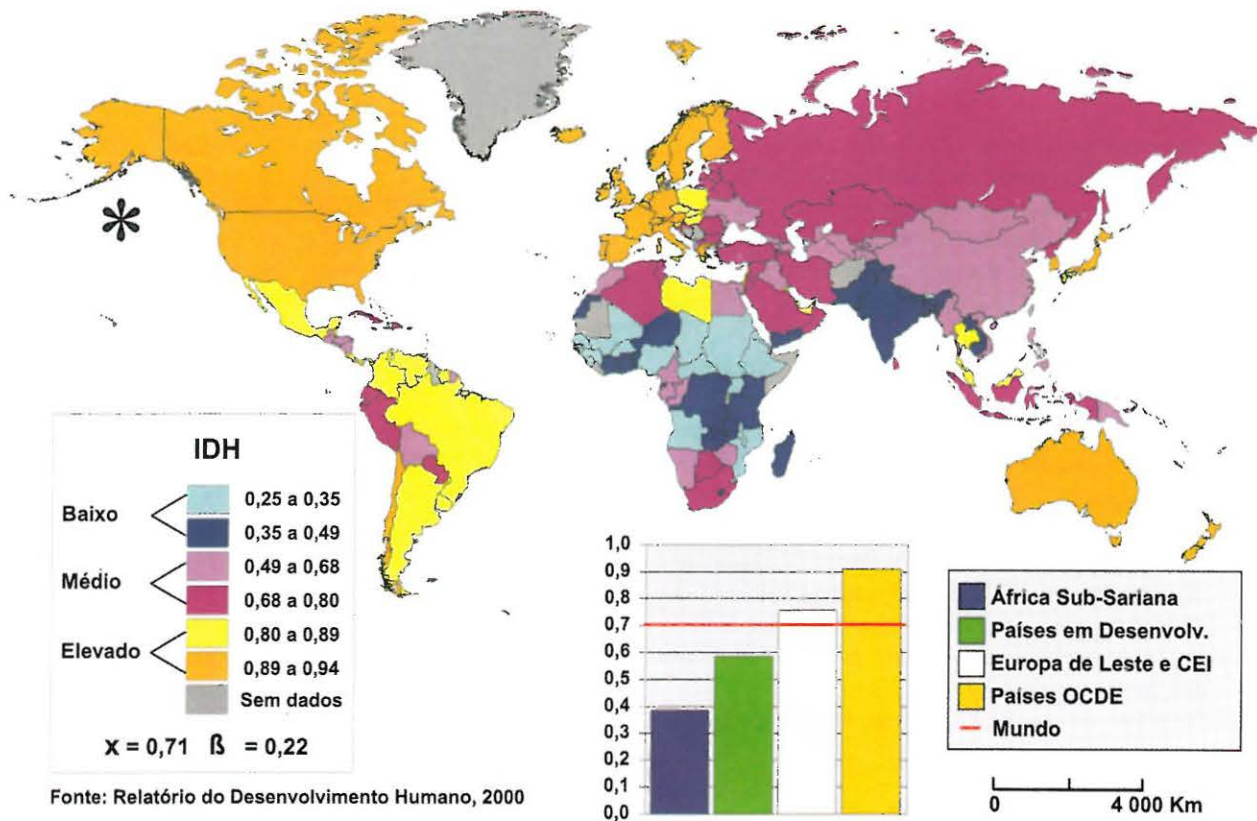 IDH
Baixo
0,25 a 0,35
0,35 a 0,49
Médio
0,49 a 0,68
0,68 a 0,80
Elevado
0,80 a 0,89
0,89 a 0,94
Sem dados
x = 0,71 ß = 0,22
Fonte: Relatório do Desenvolvimento Humano, 2000
1,0
0,9
0,8
0,7
0,6
0,5
0,4
0,3
0,2
0,1
0,0
África Sub-Sariana
Países em Desenvolv.
Europa de Leste e CEI
Países OCDE
Mundo
0 4 000 Km